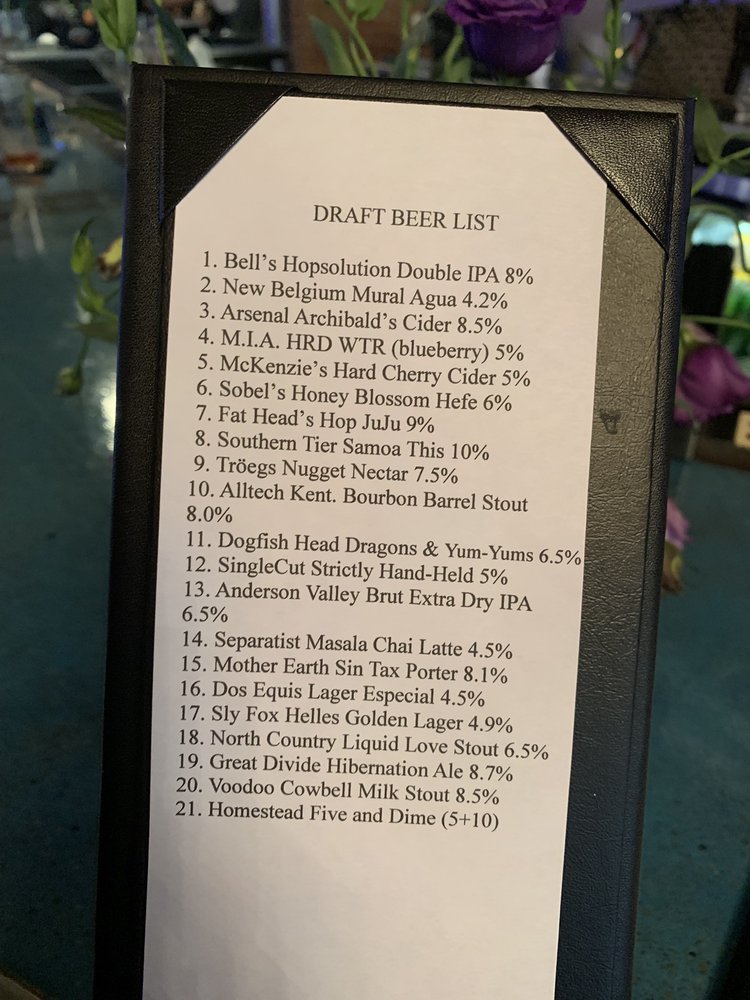 DRAFT BEER LIST
1. Bell's Hopsolution Double IPA 8%
2. New Belgium Mural Agua 4.2%
3. Arsenal Archibald's Cider 8.5%
4. M.I.A. HRD WTR (blueberry) 5%
5. McKenzie's Hard Cherry Cider 5%
6. Sobel's Honey Blossom Hefe 6%
7. Fat Head's Hop JuJu 9%
8. Southern Tier Samoa This 10%
9. Tröegs Nugget Nectar 7.5%
10. Alltech Kent. Bourbon Barrel Stout
8.0%
11. Dogfish Head Dragons & Yum-Yums 6.5%
12. SingleCut Strictly Hand-Held 5%
13. Anderson Valley Brut Extra Dry IPA
6.5%
14. Separatist Masala Chai Latte 4.5%
15. Mother Earth Sin Tax Porter 8.1%
16. Dos Equis Lager Especial 4.5%
17. Sly Fox Helles Golden Lager 4.9%
18. North Country Liquid Love Stout 6.5%
19. Great Divide Hibernation Ale 8.7%
20. Voodoo Cowbell Milk Stout 8.5%
21. Homestead Five and Dime (5+10)